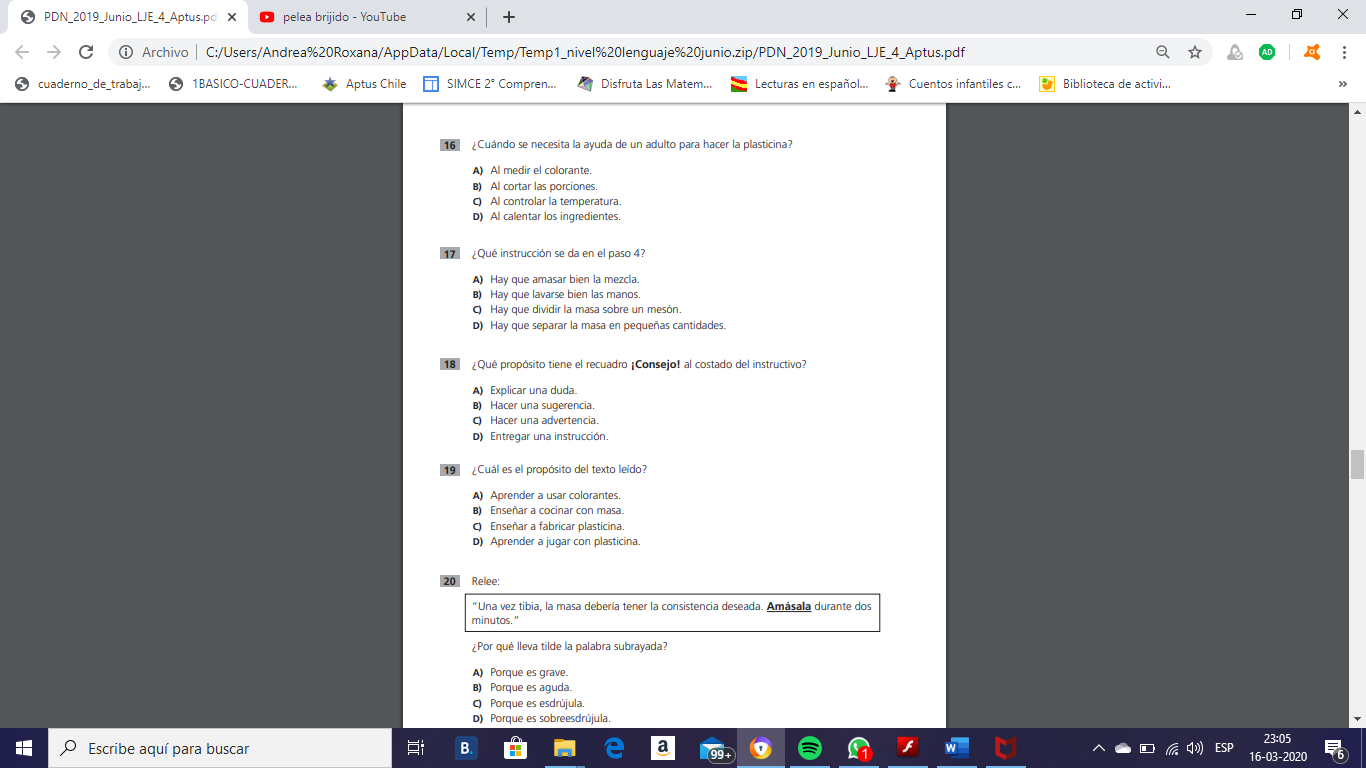 PDN_2019_Junio_LJE_4_Aptus.pd
pelea brijido - YouTube
Archivo
C:/Users/Andrea%20Roxana/AppData/Local/Temp/Temp1_nivel%20lenguaje%20junio.zip/PDN_2019_Junio_LJE_4_Aptus.pdf
AD
cuaderno_de_trabaj...
1BASICO-CUADER...
Aptus Chile
SIMCE 2° Compren...
Disfruta Las Matem...
Lecturas en español...
Cuentos infantiles c...
Biblioteca de activi...
»
16 ¿Cuándo se necesita la ayuda de un adulto para hacer la plasticina?
A) Al medir el colorante.
B) Al cortar las porciones.
C) Al controlar la temperatura.
D) Al calentar los ingredientes.
17 ¿Qué instrucción se da en el paso 4?
A) Hay que amasar bien la mezcla.
B) Hay que lavarse bien las manos.
C) Hay que dividir la masa sobre un mesón.
D) Hay que separar la masa en pequeñas cantidades.
18 ¿Qué propósito tiene el recuadro ¡Consejo! al costado del instructivo?
A) Explicar una duda.
B) Hacer una sugerencia.
C) Hacer una advertencia.
D) Entregar una instrucción.
19 ¿Cuál es el propósito del texto leído?
A) Aprender a usar colorantes.
B) Enseñar a cocinar con masa.
C) Enseñar a fabricar plasticina.
D) Aprender a jugar con plasticina.
20 Relee:
“Una vez tibia, la masa debería tener la consistencia deseada. Amásala durante dos
minutos.”
¿Por qué lleva tilde la palabra subrayada?
A) Porque es grave.
B) Porque es aguda.
C) Porque es esdrújula.
D) Porque es sobreesdrújula.
Escribe aquí para buscar
B.
a
99+
1
ESP
23:05
16-03-2020
6